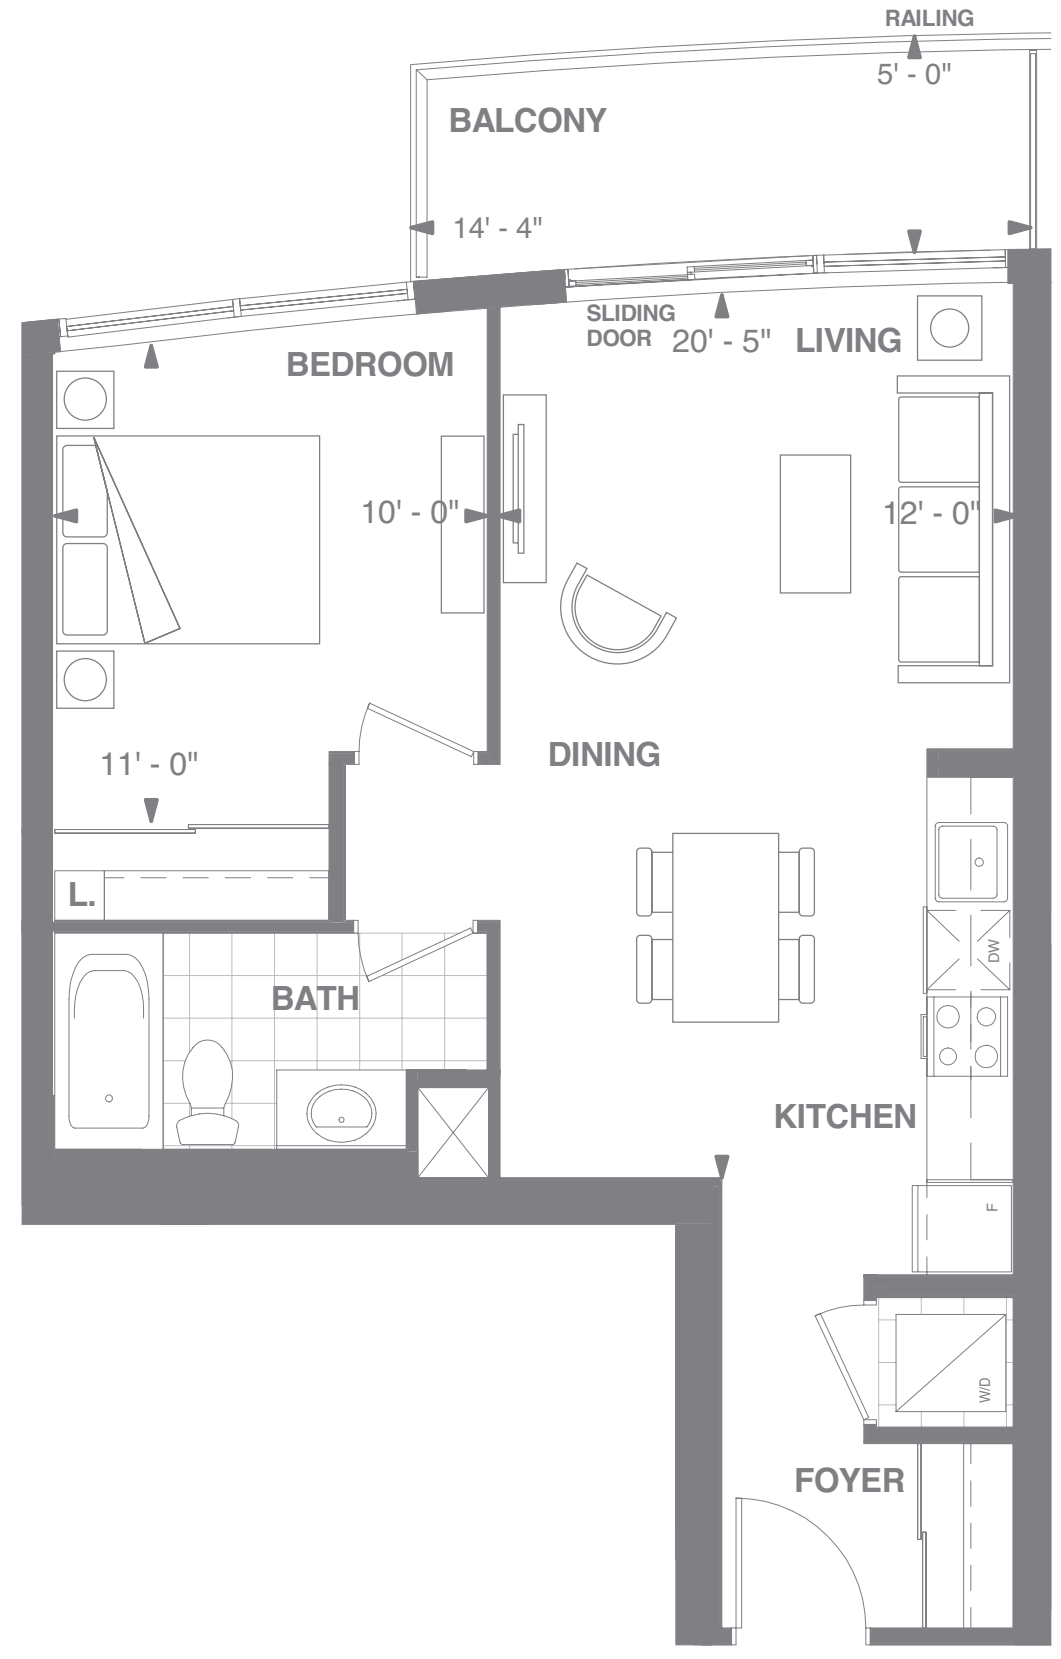 RAILING
5' - 0"
BALCONY
14' - 4"
SLIDING
DOOR
20' - 5"
LIVING
BEDROOM
10' - 0"
12' - 0"
DINING
11' - 0"
L.
DW
BATH
KITCHEN
F
W/D
FOYER